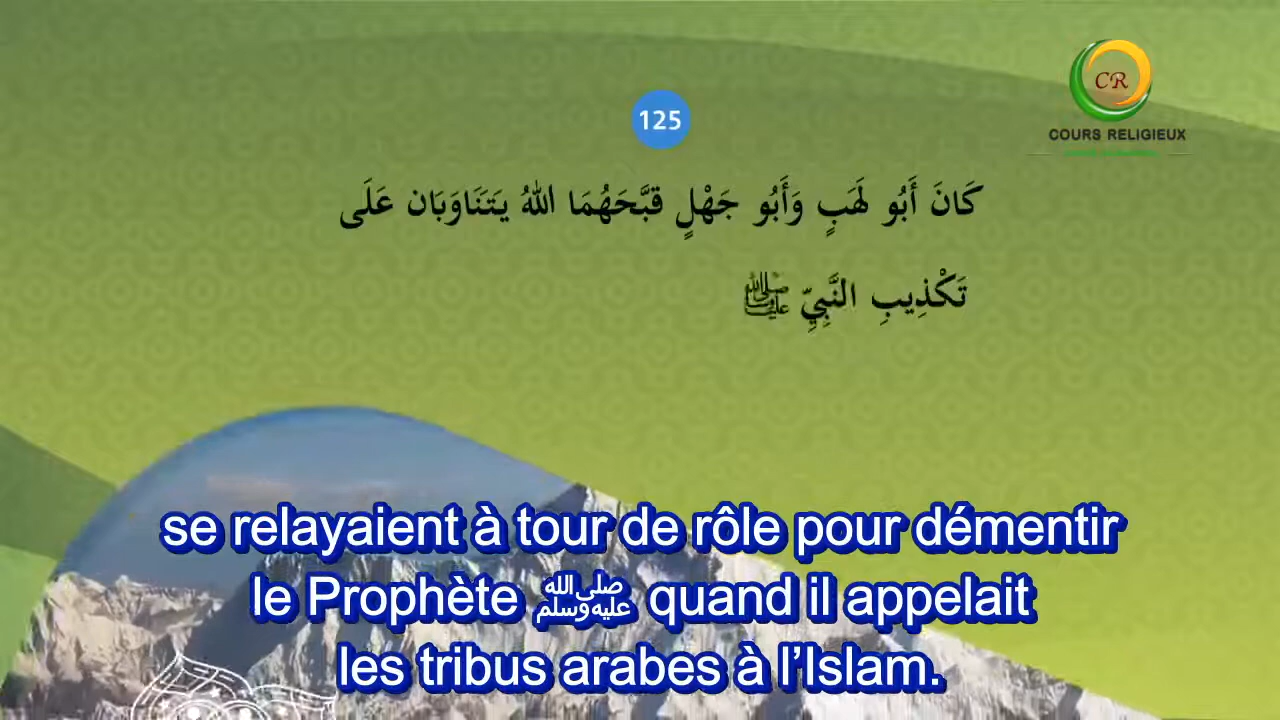 CR
COURS RELIGIEUX
125
كَانَ أَبُو لَهَبٍ وَأَبُو جَهْلٍ قَبَّحَهُمَا اللهُ يَتَنَاوَبَان عَلَى
تَكْذِيبِ النَّبِيِّ ﷺ
se relayaient à tour de rôle pour démentir
le Prophète ﷺ quand il appelait
les tribus arabes à l’Islam.